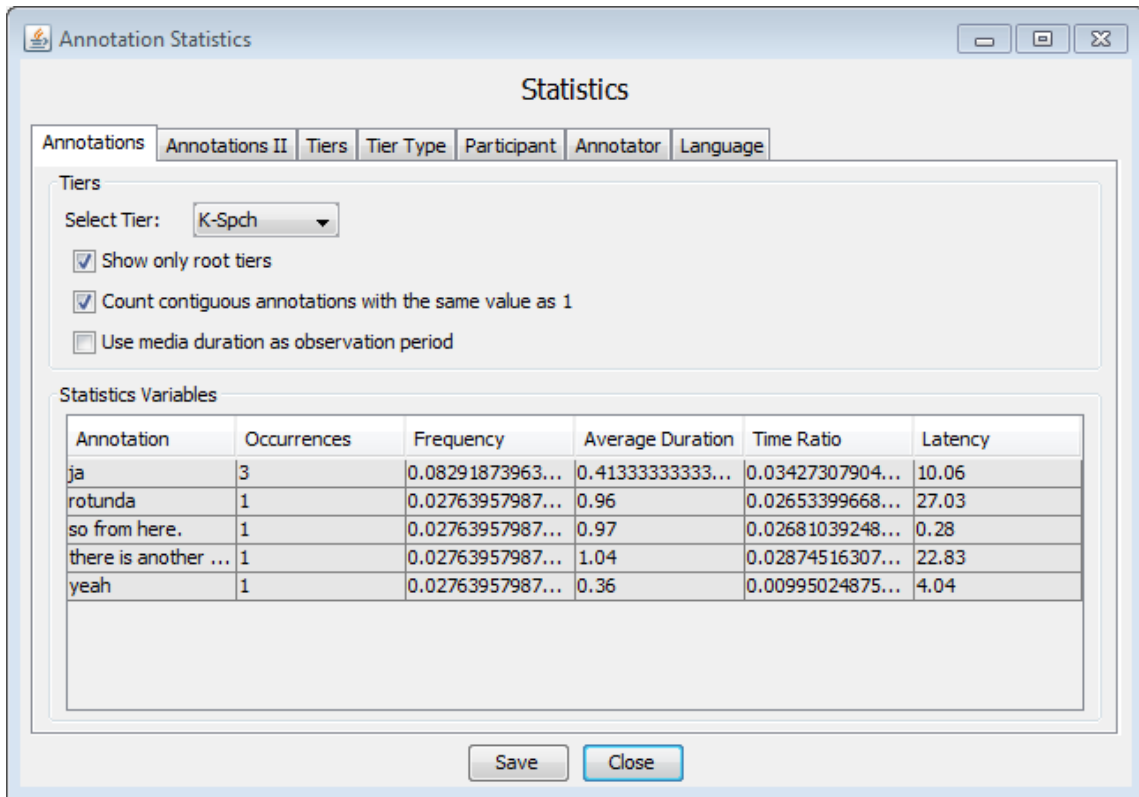 Annotation Statistics
Statistics
Annotations Annotations II Tiers Tier Type Participant Annotator Language
Tiers
Select Tier: K-Spch
Show only root tiers
Count contiguous annotations with the same value as 1
Use media duration as observation period
Statistics Variables
Annotation Occurrences Frequency Average Duration Time Ratio Latency
ja 3 0.08291873963... 0.41333333333... 0.03427307904... 10.06
rotunda 1 0.02763957987... 0.96 0.02653399668... 27.03
so from here. 1 0.02763957987... 0.97 0.02681039248... 0.28
there is another ... 1 0.02763957987... 1.04 0.02874516307... 22.83
yeah 1 0.02763957987... 0.36 0.00995024875... 4.04
Save Close